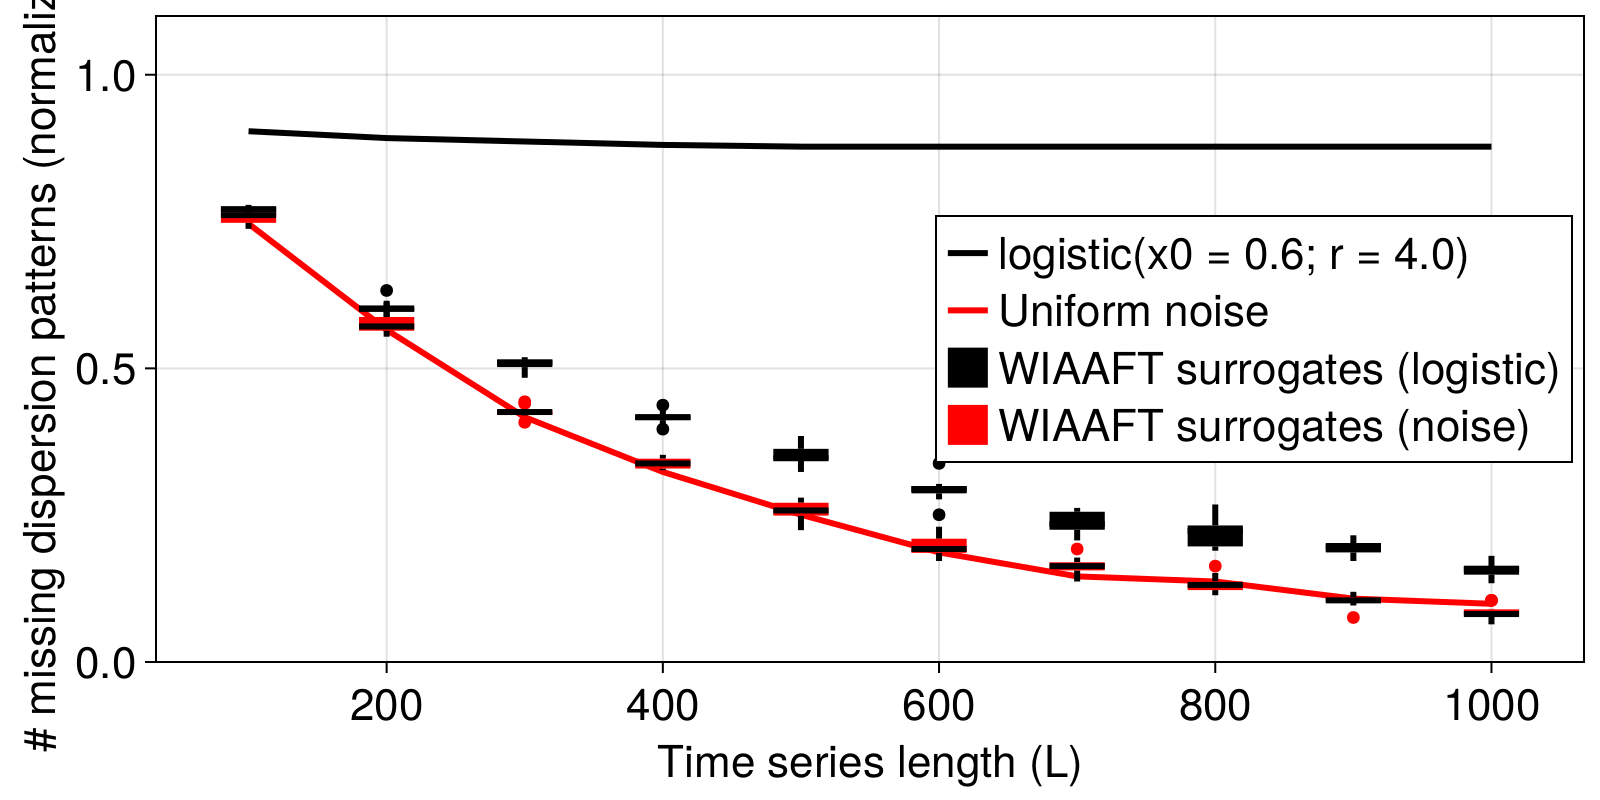 # missing dispersion patterns (normaliz
1.0
0.5
0.0
logistic(x0 = 0.6; r = 4.0)
Uniform noise
WIAAFT surrogates (logistic)
WIAAFT surrogates (noise)
200 400 600 800 1000
Time series length (L)